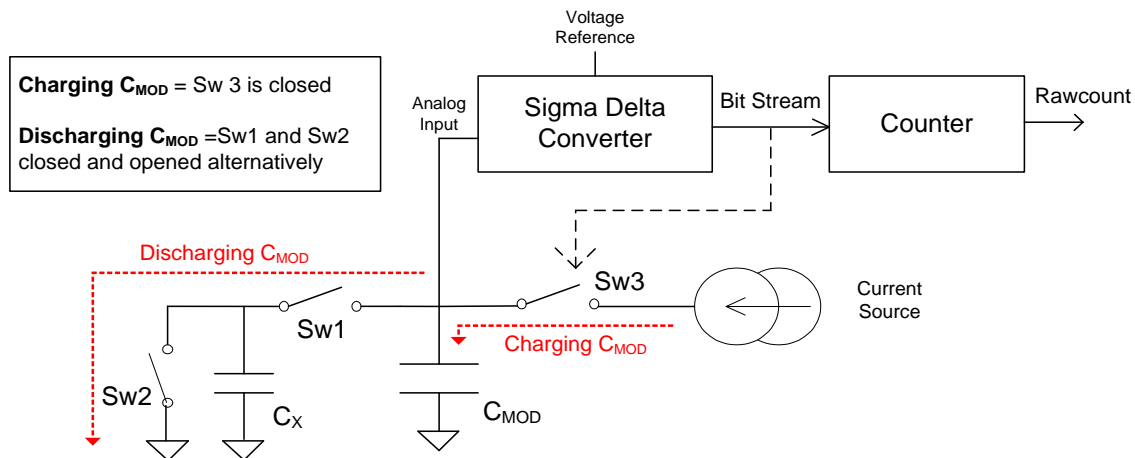 Voltage
Reference
Charging CMOD = Sw 3 is closed
Discharging CMOD =Sw1 and Sw2
closed and opened alternatively
Analog
Input
Sigma Delta
Converter
Bit Stream
Counter
Rawcount
Discharging CMOD
Sw3
Current
Source
Sw1
Charging CMOD
Sw2
CX
CMOD